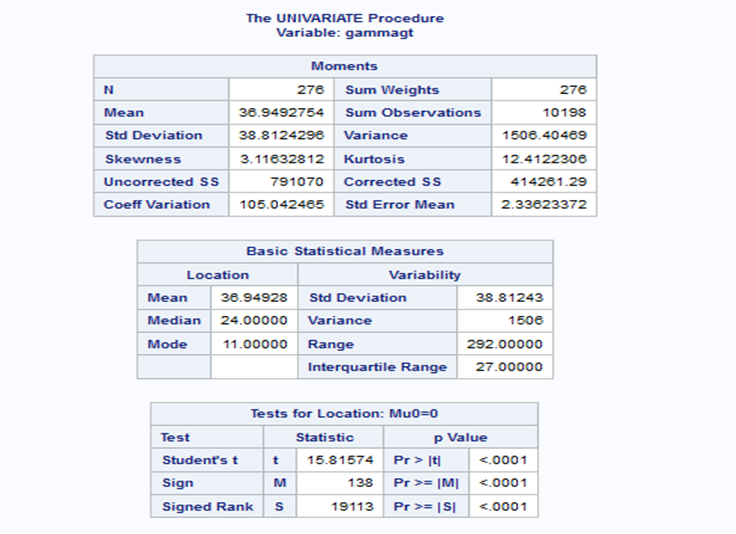 The UNIVARIATE Procedure
Variable: gammagt
Moments
N 276 Sum Weights 276
Mean 36.9492754 Sum Observations 10198
Std Deviation 38.8124296 Variance 1506.40469
Skewness 3.11632812 Kurtosis 12.4122306
Uncorrected SS 791070 Corrected SS 414261.29
Coeff Variation 105.042465 Std Error Mean 2.33623372
Basic Statistical Measures
Location Variability
Mean 36.94928 Std Deviation 38.81243
Median 24.00000 Variance 1506
Mode 11.00000 Range 292.00000
Interquartile Range 27.00000
Tests for Location: Mu0=0
Test Statistic p Value
Student's t t 15.81574 Pr > |t| <.0001
Sign M 138 Pr >= |M| <.0001
Signed Rank S 19113 Pr >= |S| <.0001